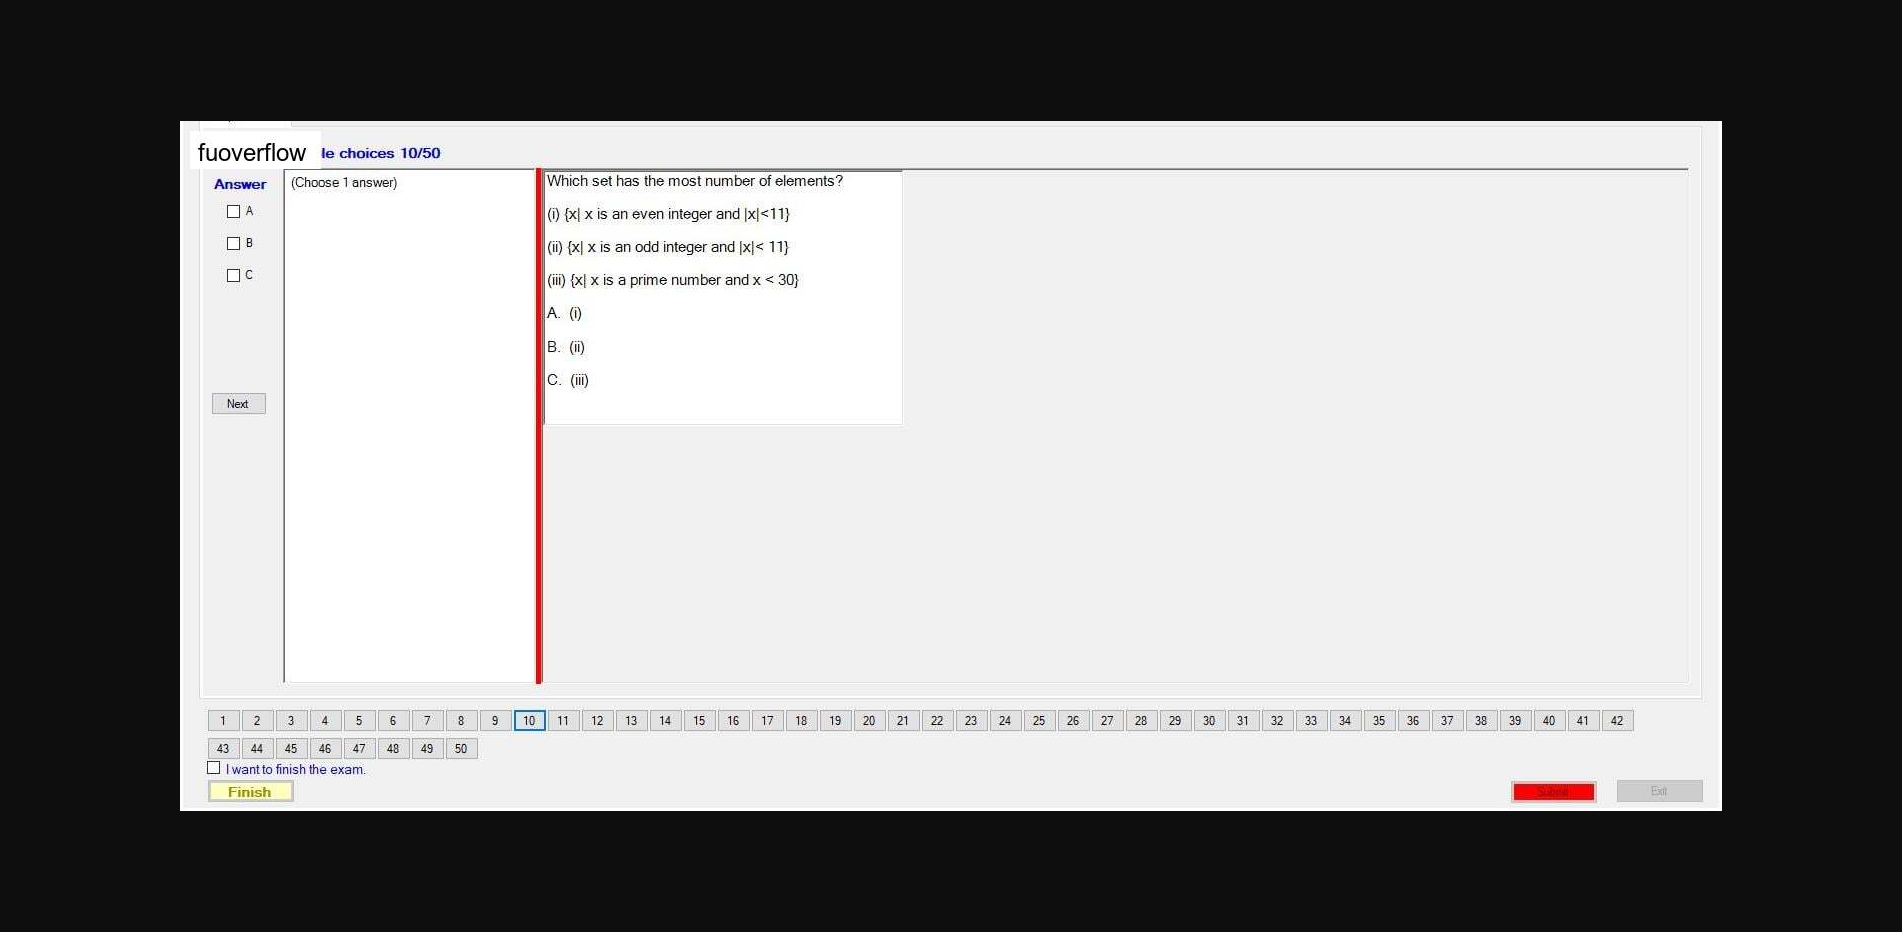 fuoverflow le choices 10/50
Answer
(Choose 1 answer)
A
B
C
Next
Which set has the most number of elements?
(i) {x| x is an even integer and |x|<11}
(ii) {x| x is an odd integer and |x|< 11}
(iii) {x| x is a prime number and x < 30}
A. (i)
B. (ii)
C. (iii)
1 2 3 4 5 6 7 8 9 10 11 12 13 14 15 16 17 18 19 20 21 22 23 24 25 26 27 28 29 30 31 32 33 34 35 36 37 38 39 40 41 42
43 44 45 46 47 48 49 50
I want to finish the exam.
Finish
Submit
Exit